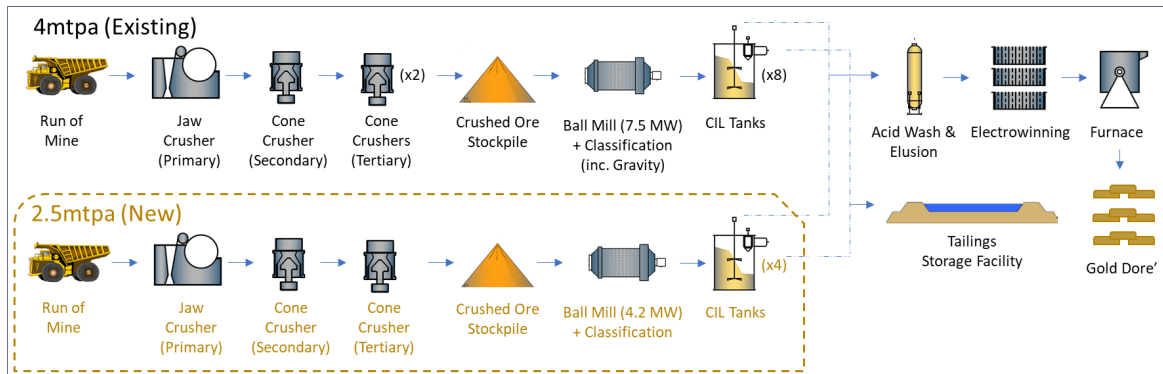 4mtpa (Existing)
(x2)
(x8)
Run of
Mine
Jaw
Crusher
(Primary)
Cone
Crusher
(Secondary)
Cone
Crushers
(Tertiary)
Crushed Ore
Stockpile
Ball Mill (7.5 MW)
+ Classification
(inc. Gravity)
CIL Tanks
Acid Wash &
Elusion
Electrowinning
Furnace
2.5mtpa (New)
(x4)
Run of
Mine
Jaw
Crusher
(Primary)
Cone
Crusher
(Secondary)
Cone
Crusher
(Tertiary)
Crushed Ore
Stockpile
Ball Mill (4.2 MW)
+ Classification
CIL Tanks
Tailings
Storage Facility
Gold Dore'